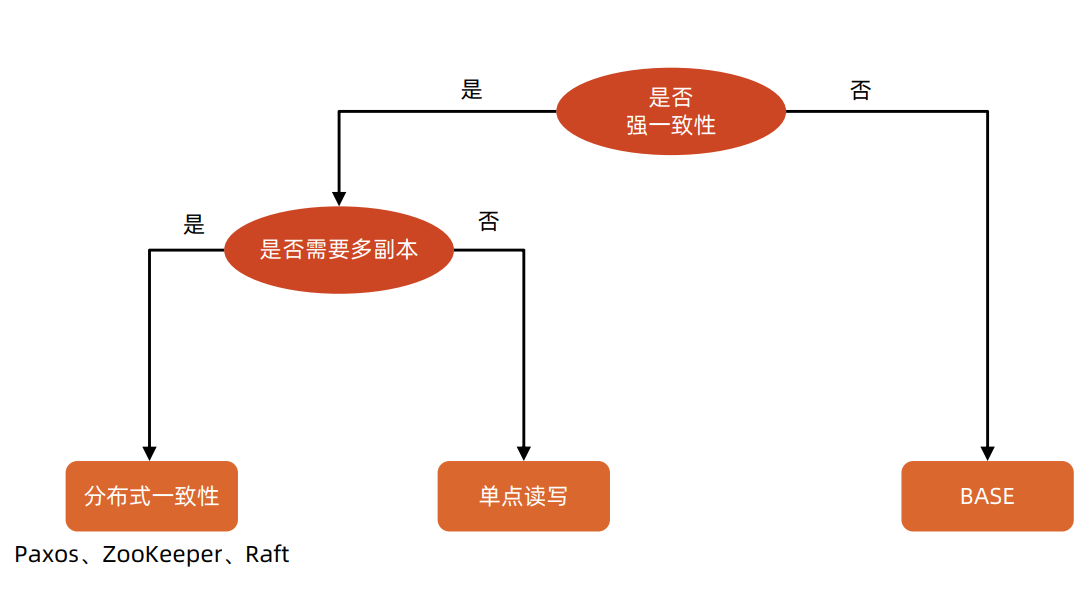 是
是否
强一致性
否
是
是否需要多副本
否
分布式一致性
单点读写
BASE
Paxos、ZooKeeper、Raft